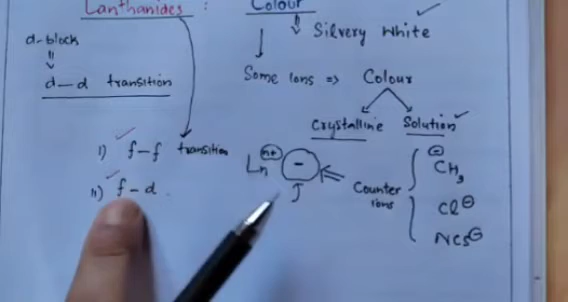 Lanthanides :
Colour
Silvery White
d-block
d-d transition
Some Ions => Colour
Crystalline Solution
i) f-f transition
ii) f-d
Ln n+ -
Counter ions
CH3 -
Cl -
NCS -